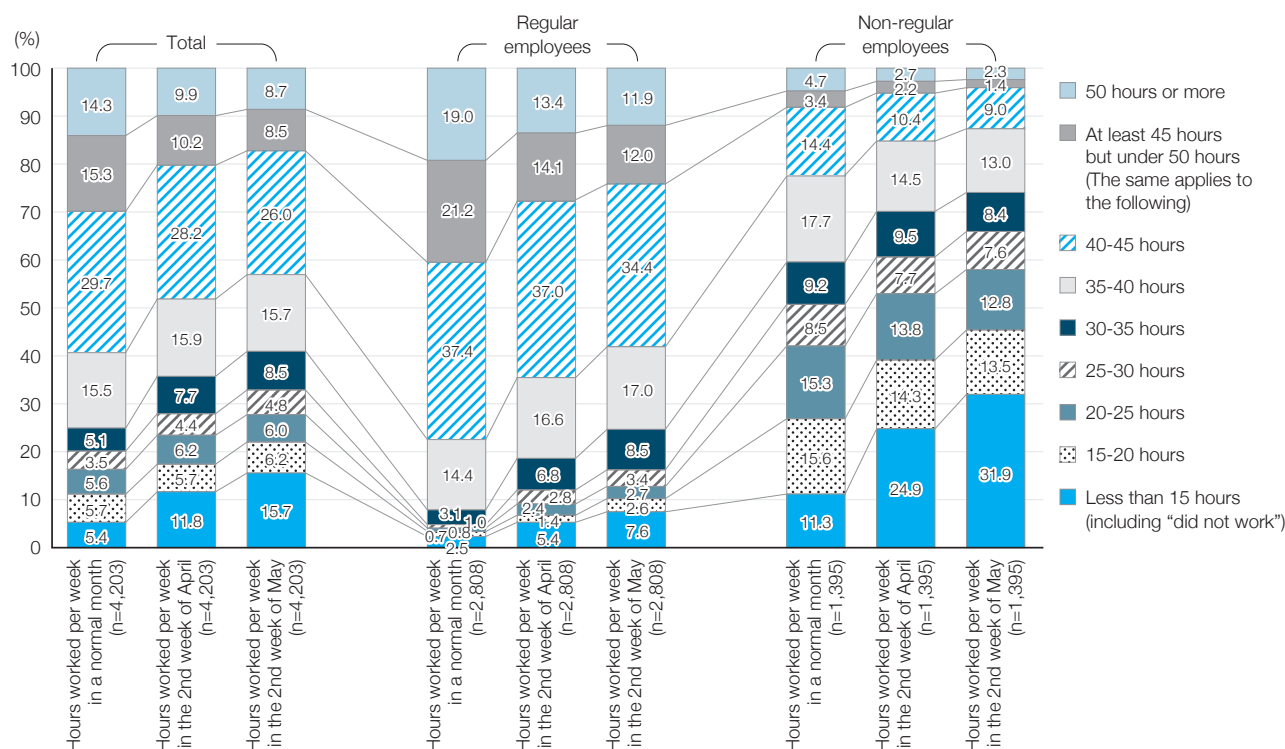 (%)
Total
Regular
employees
Non-regular
employees
100
90
80
70
60
50
40
30
20
10
0
14.3
15.3
29.7
15.5
5.1
3.5
5.6
5.7
5.4
9.9
10.2
28.2
15.9
7.7
4.4
6.2
5.7
11.8
8.7
8.5
26.0
15.7
8.5
4.8
6.0
6.2
15.7
19.0
21.2
37.4
14.4
3.1
1.0
0.7
0.8
2.5
13.4
14.1
37.0
16.6
6.8
2.8
2.4
1.4
5.4
11.9
12.0
34.4
17.0
8.5
3.4
2.7
2.6
7.6
4.7
3.4
14.4
17.7
9.2
8.5
15.3
15.6
11.3
2.7
2.2
10.4
14.5
9.5
7.7
13.8
14.3
24.9
2.3
1.4
9.0
13.0
8.4
7.6
12.8
13.5
31.9
50 hours or more
At least 45 hours
but under 50 hours
(The same applies to
the following)
40-45 hours
35-40 hours
30-35 hours
25-30 hours
20-25 hours
15-20 hours
Less than 15 hours
(including “did not work”)
Hours worked per week
in a normal month
(n=4,203)
Hours worked per week
in the 2nd week of April
(n=4,203)
Hours worked per week
in the 2nd week of May
(n=4,203)
Hours worked per week
in a normal month
(n=2,808)
Hours worked per week
in the 2nd week of April
(n=2,808)
Hours worked per week
in the 2nd week of May
(n=2,808)
Hours worked per week
in a normal month
(n=1,395)
Hours worked per week
in the 2nd week of April
(n=1,395)
Hours worked per week
in the 2nd week of May
(n=1,395)